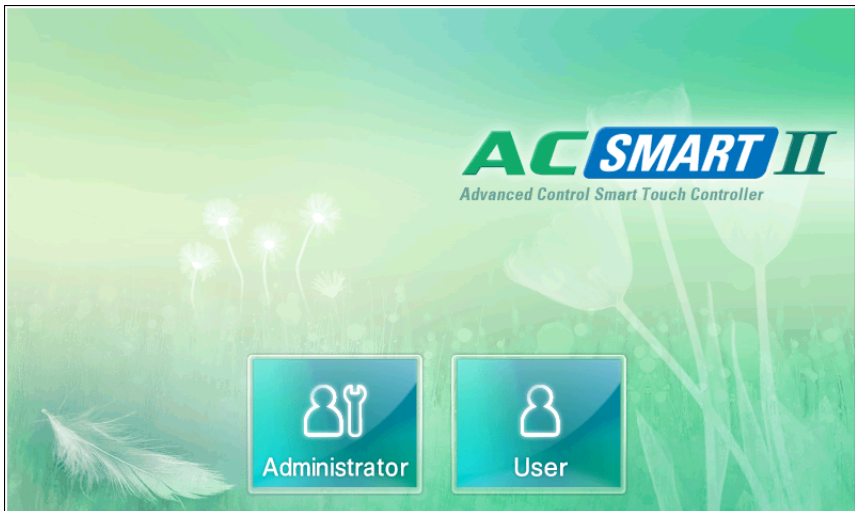 AC SMART II
Advanced Control Smart Touch Controller
Administrator
User